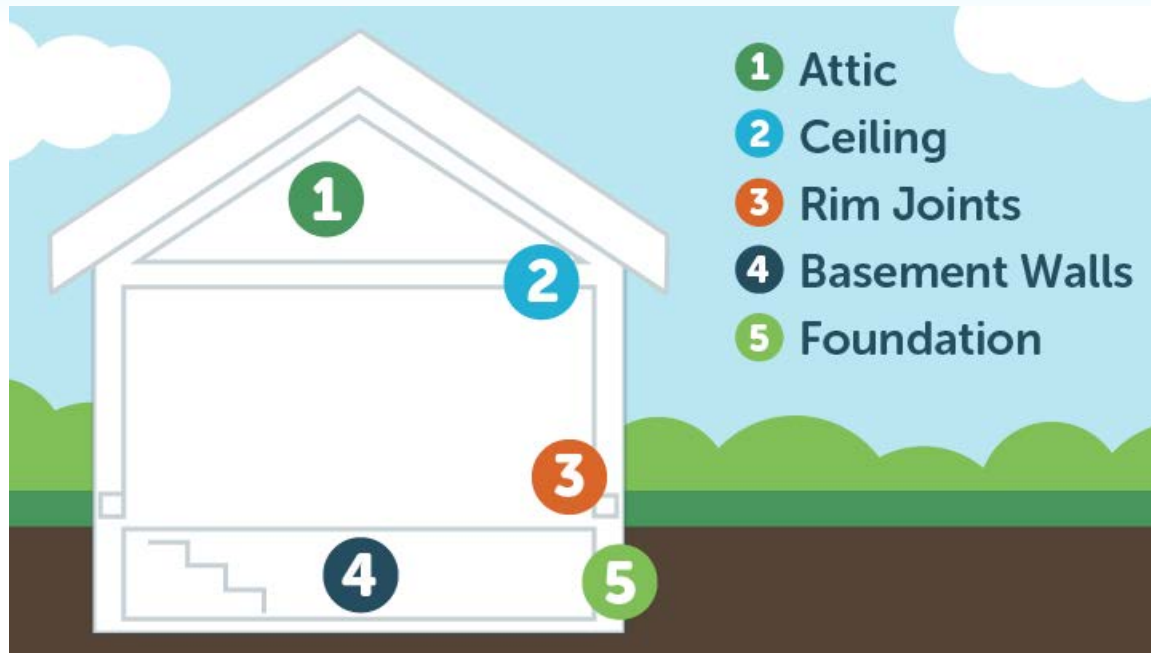 1 Attic
2 Ceiling
3 Rim Joints
4 Basement Walls
5 Foundation
1
2
3
4
5